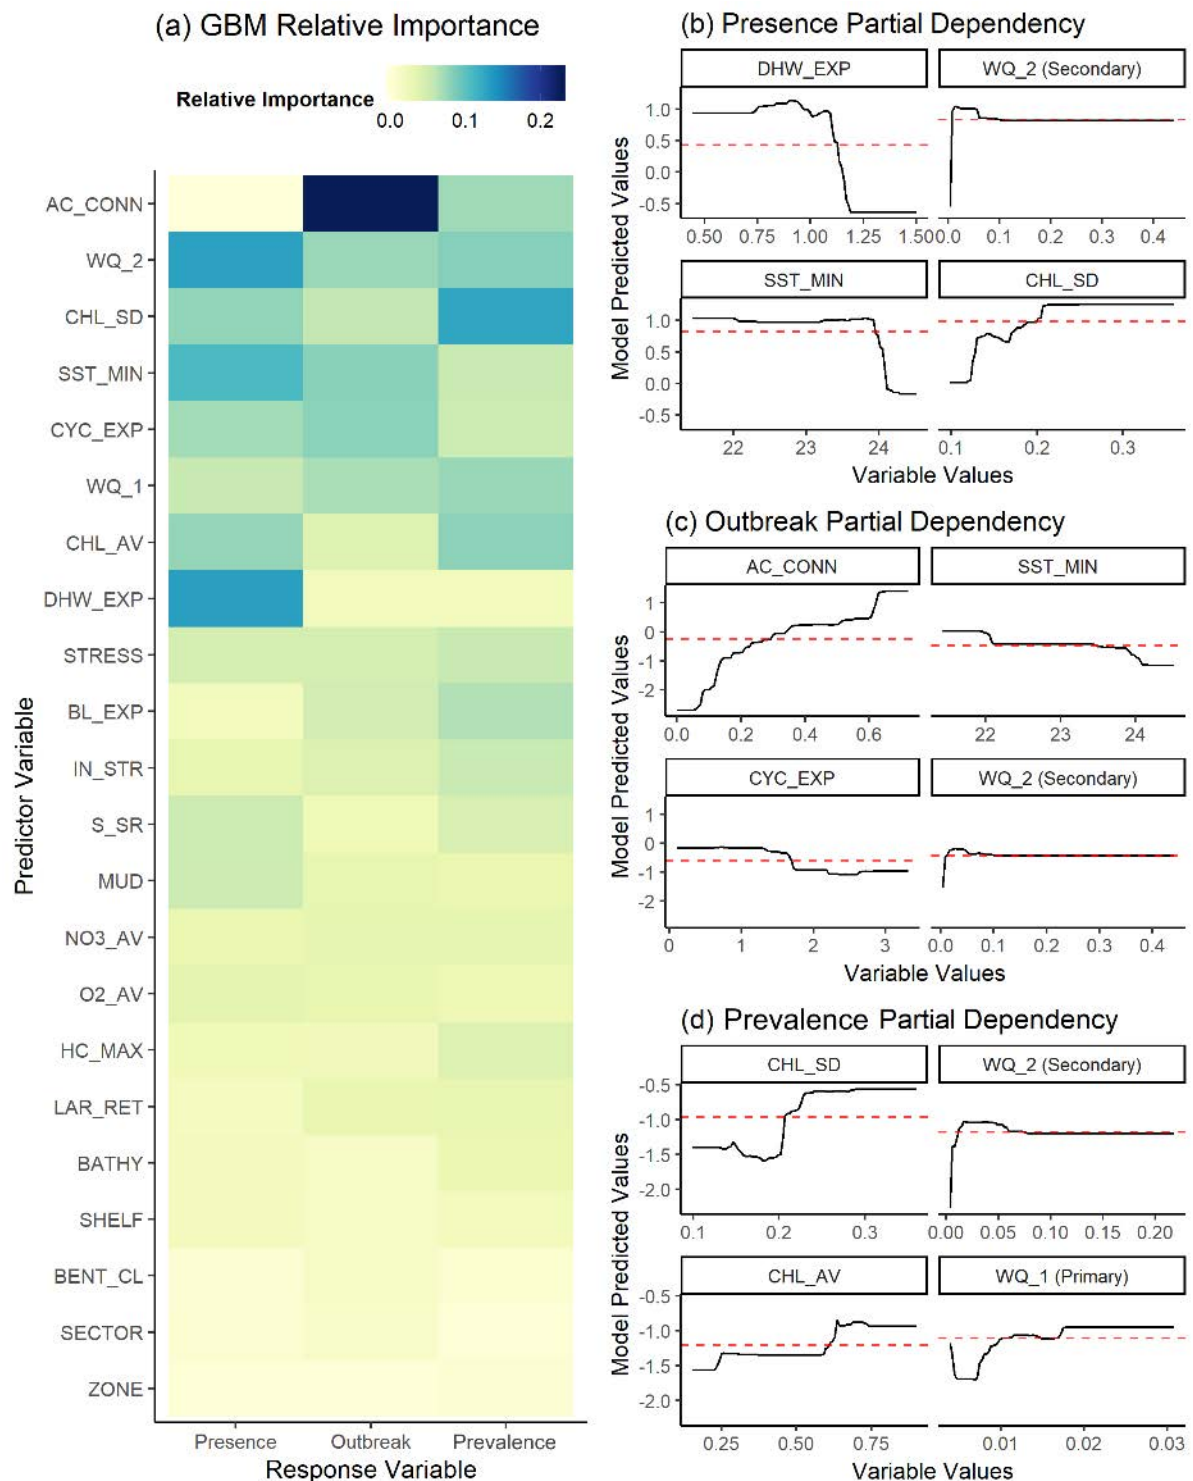 (a) GBM Relative Importance
Relative Importance
0.0 0.1 0.2
Predictor Variable
AC_CONN
WQ_2
CHL_SD
SST_MIN
CYC_EXP
WQ_1
CHL_AV
DHW_EXP
STRESS
BL_EXP
IN_STR
S_SR
MUD
NO3_AV
O2_AV
HC_MAX
LAR_RET
BATHY
SHELF
BENT_CL
SECTOR
ZONE
Presence Outbreak Prevalence
Response Variable
(b) Presence Partial Dependency
Model Predicted Values
DHW_EXP WQ_2 (Secondary)
1.0
0.5
0.0
-0.5
0.50 0.75 1.00 1.25 1.50 0.0 0.1 0.2 0.3 0.4
SST_MIN CHL_SD
1.0
0.5
0.0
-0.5
22 23 24 0.1 0.2 0.3
Variable Values
(c) Outbreak Partial Dependency
Model Predicted Values
AC_CONN SST_MIN
1
0
-1
-2
0.0 0.2 0.4 0.6 22 23 24
CYC_EXP WQ_2 (Secondary)
1
0
-1
-2
0 1 2 3 0.0 0.1 0.2 0.3 0.4
Variable Values
(d) Prevalence Partial Dependency
Model Predicted Values
CHL_SD WQ_2 (Secondary)
-0.5
-1.0
-1.5
-2.0
0.1 0.2 0.3 0.00 0.05 0.10 0.15 0.20
CHL_AV WQ_1 (Primary)
-0.5
-1.0
-1.5
-2.0
0.25 0.50 0.75 0.01 0.02 0.03
Variable Values